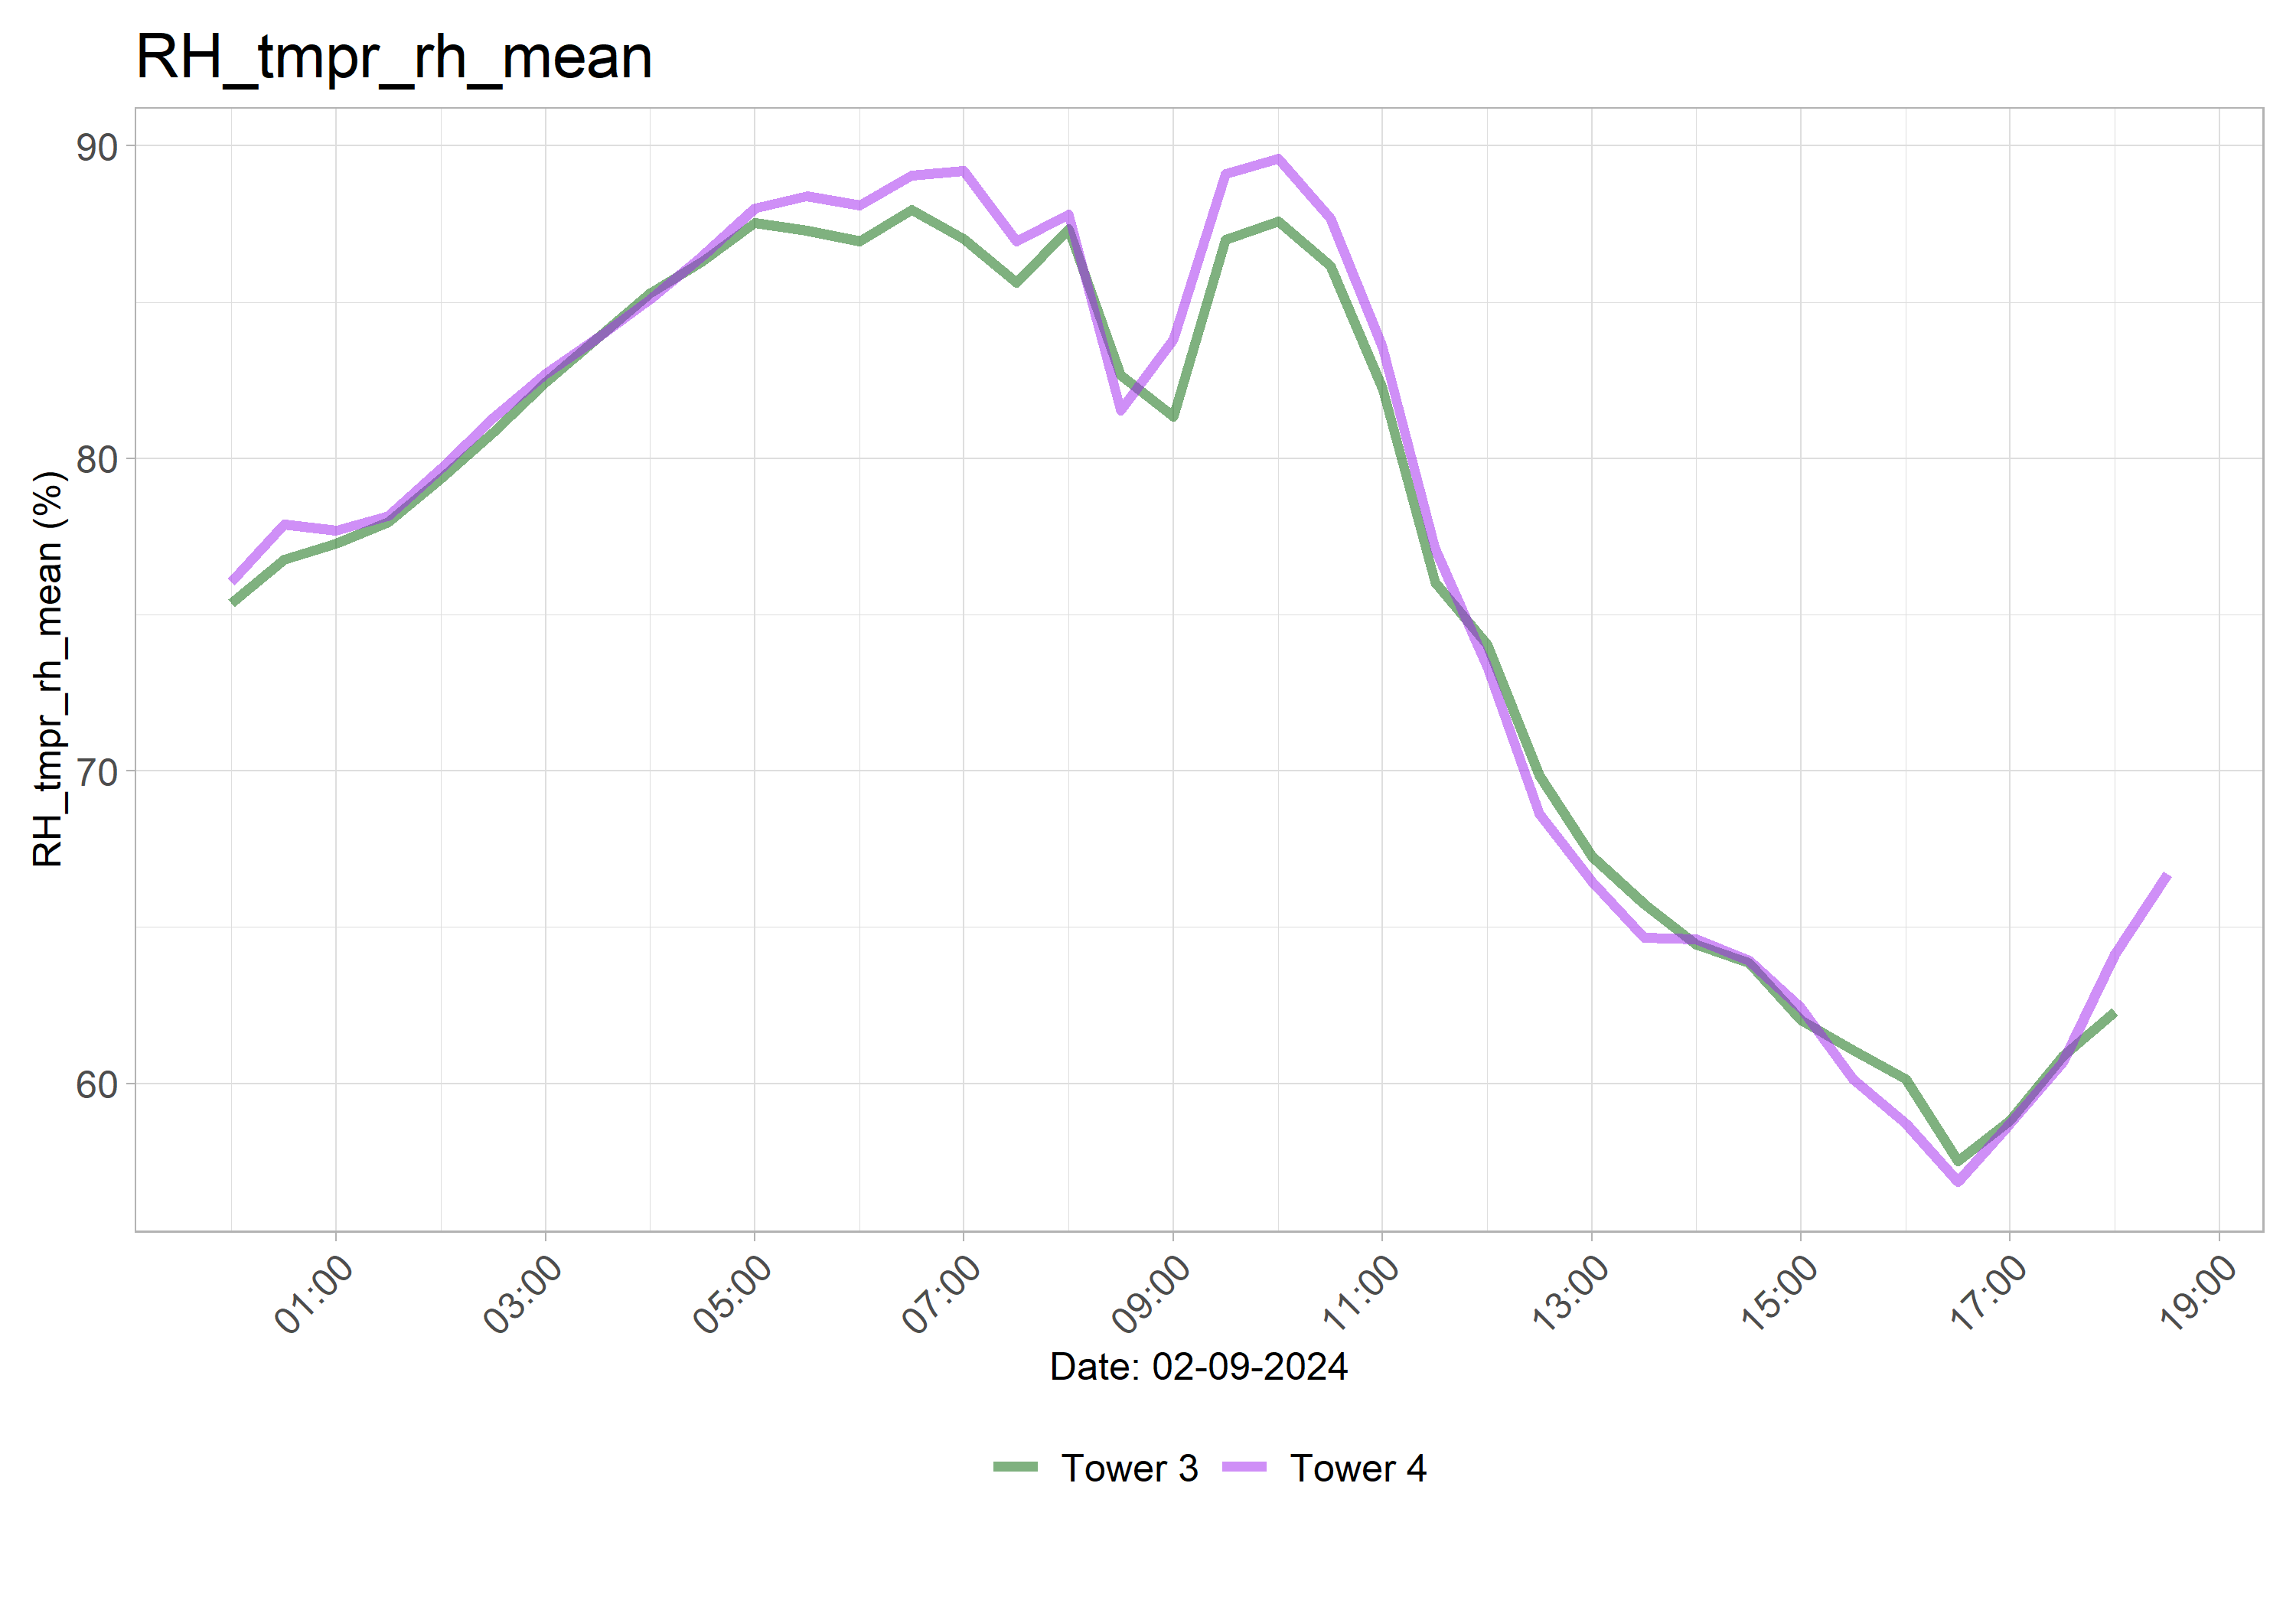 RH_tmpr_rh_mean
RH_tmpr_rh_mean (%)
90
80
70
60
01:00 03:00 05:00 07:00 09:00 11:00 13:00 15:00 17:00 19:00
Date: 02-09-2024
Tower 3 Tower 4